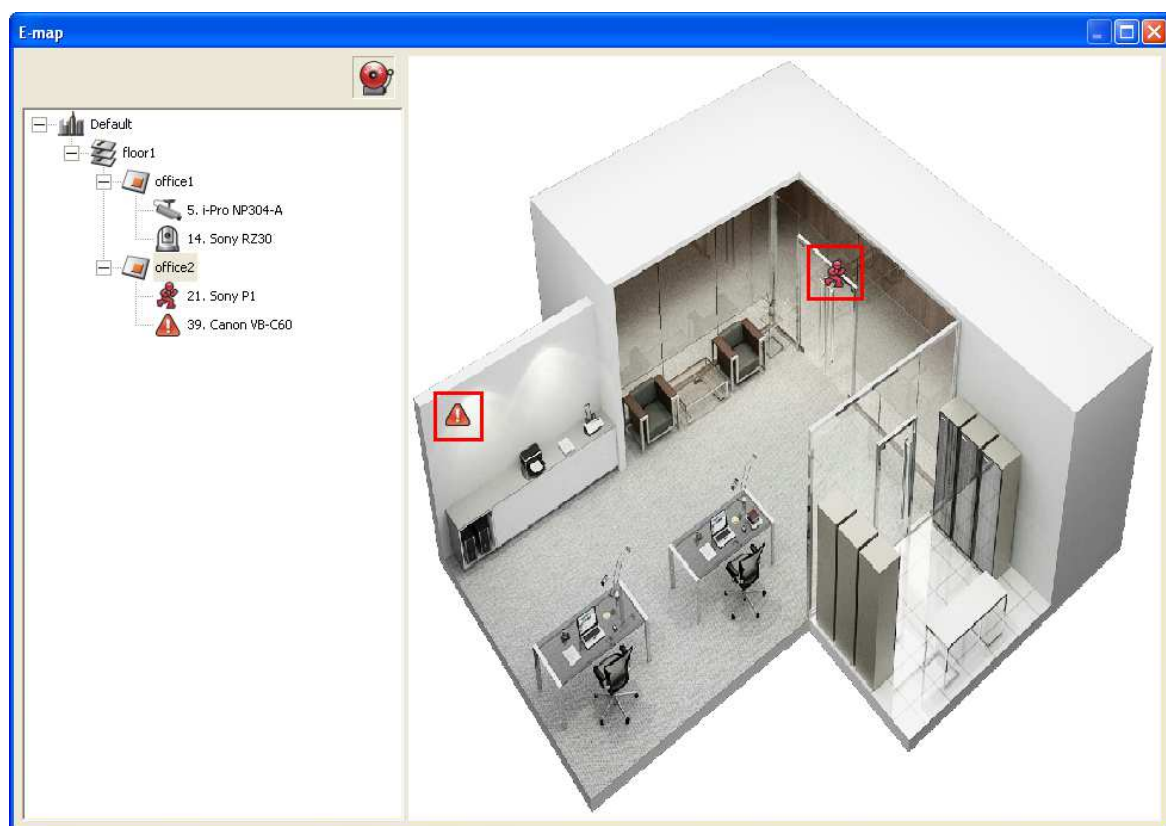 E-map
Default
floor1
office1
5. i-Pro NP304-A
14. Sony RZ30
office2
21. Sony P1
39. Canon VB-C60